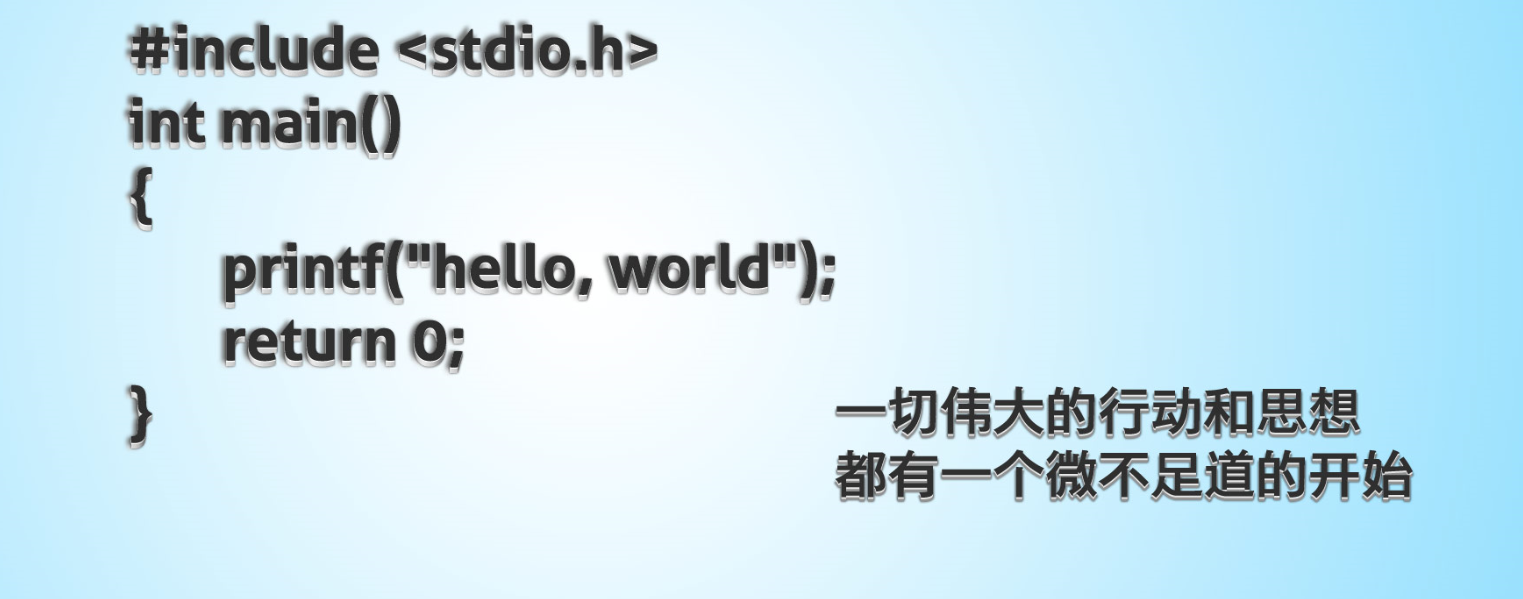 #include <stdio.h>
int main()
{
printf("hello, world");
return 0;
}
一切伟大的行动和思想
都有一个微不足道的开始